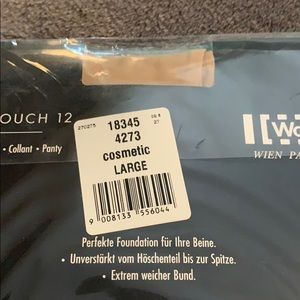 OUCH 12
• Collant • Panty
WIEN PA
270275
18345
4273
cosmetic
LARGE
9 008133 556044
Perfekte Foundation für Ihre Beine.
• Unverstärkt vom Höschenteil bis zur Spitze.
• Extrem weicher Bund.